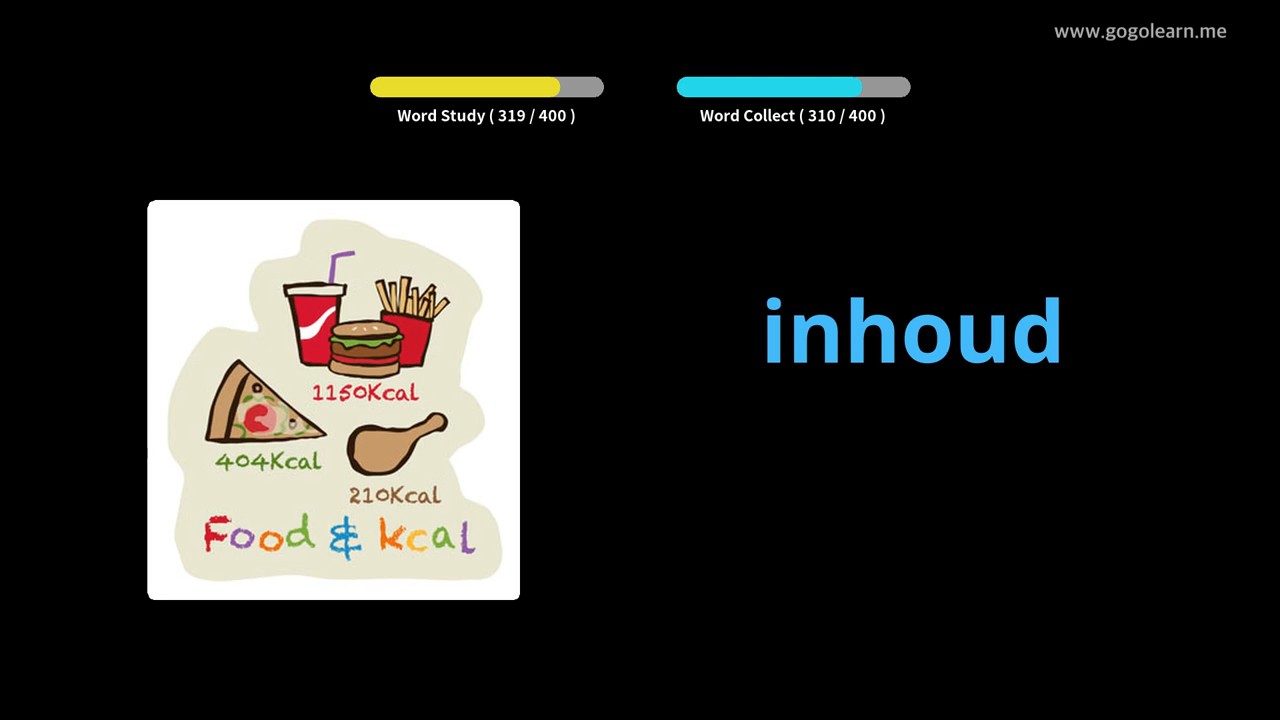 www.gogolearn.me
Word Study ( 319 / 400 )
Word Collect ( 310 / 400 )
inhoud
1150Kcal
404Kcal
210Kcal
Food & kcal